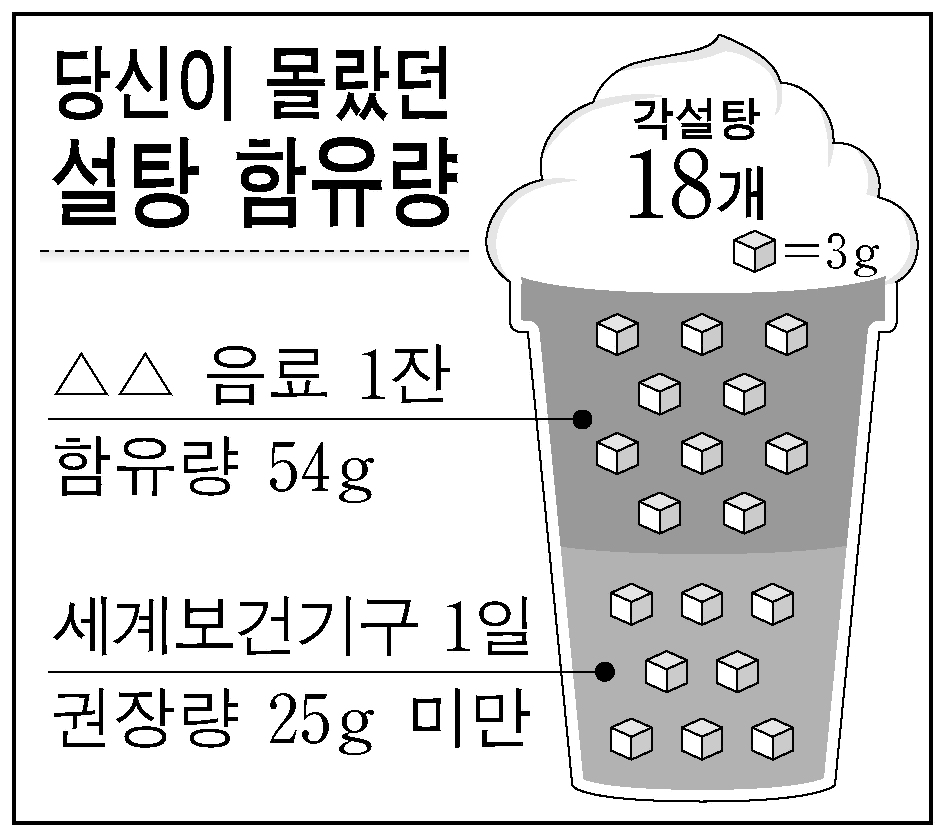 당신이 몰랐던
설탕 함유량
각설탕
18개
=3g
△△ 음료 1잔
함유량 54g
세계보건기구 1일
권장량 25g 미만